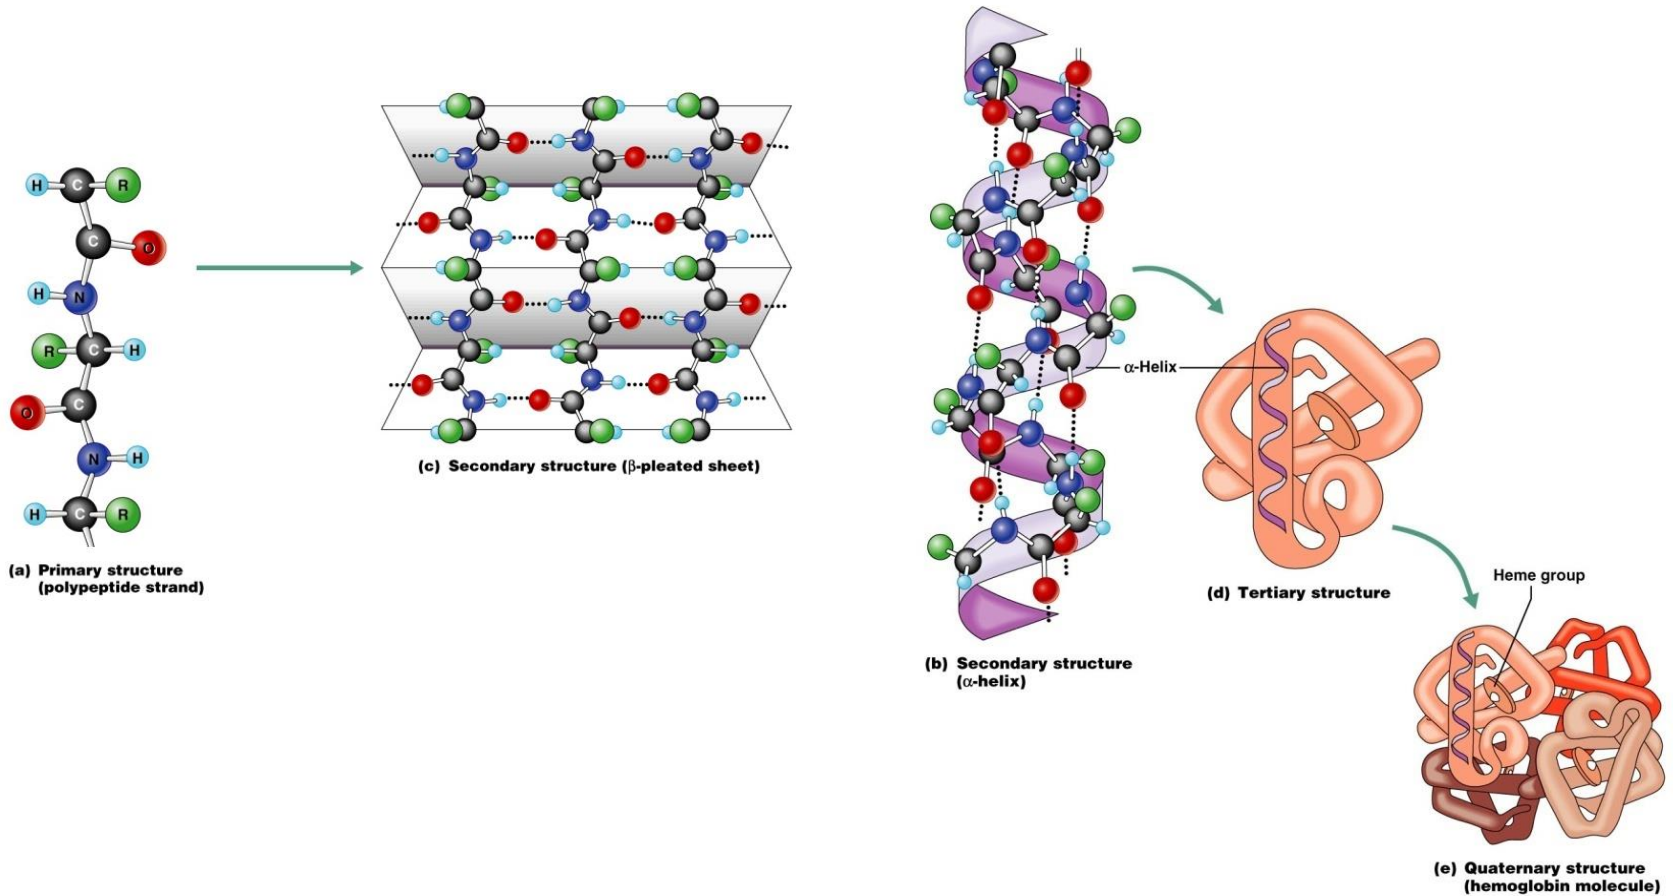 H C R
C O
H N
R C H
O C
N H
H C R
(a) Primary structure
(polypeptide strand)
(c) Secondary structure (β-pleated sheet)
α-Helix
(b) Secondary structure
(α-helix)
(d) Tertiary structure
Heme group
(e) Quaternary structure
(hemoglobin molecule)